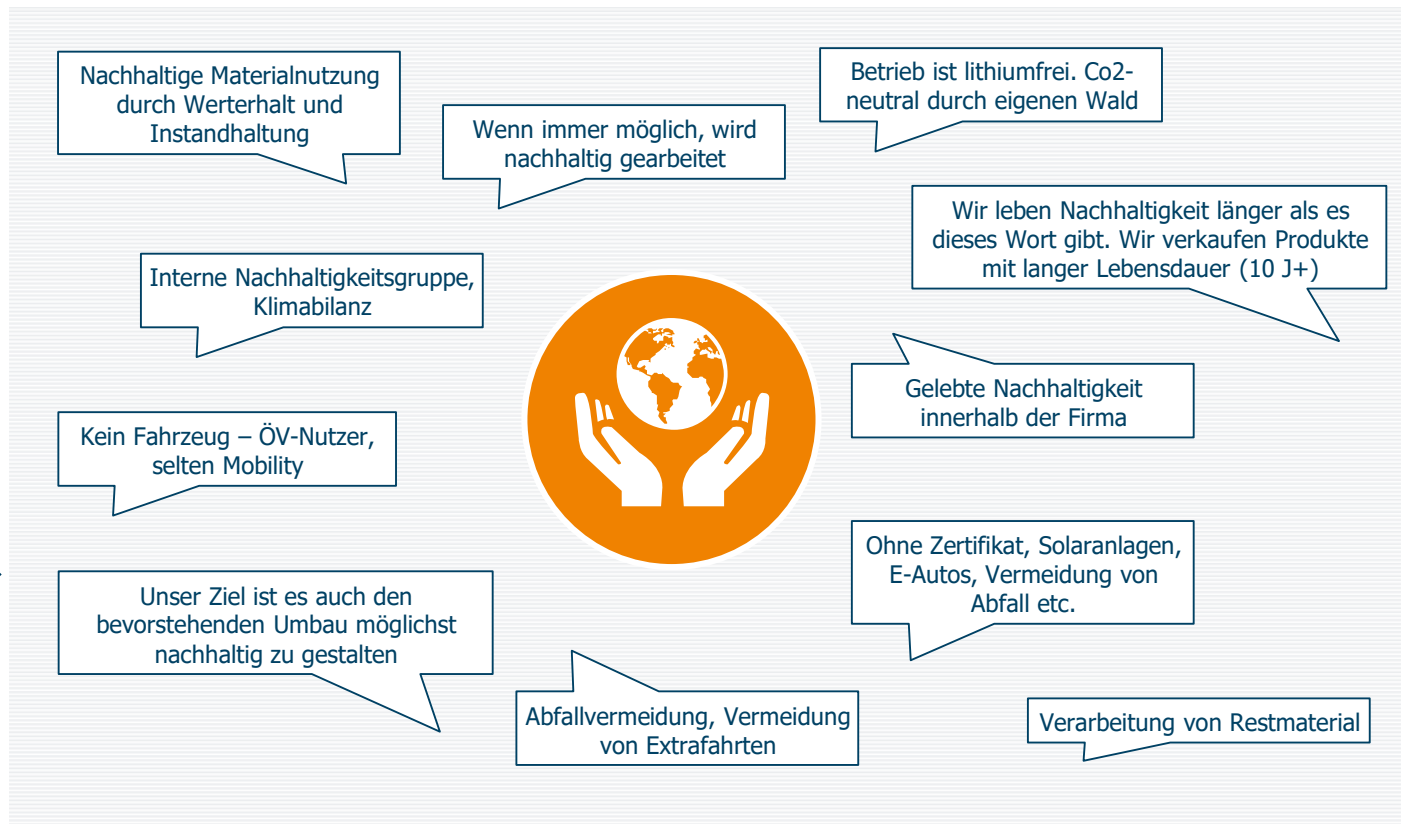 Nachhaltige Materialnutzung
durch Werterhalt und
Instandhaltung
Wenn immer möglich, wird
nachhaltig gearbeitet
Betrieb ist lithiumfrei. Co2-
neutral durch eigenen Wald
Wir leben Nachhaltigkeit länger als es
dieses Wort gibt. Wir verkaufen Produkte
mit langer Lebensdauer (10 J+)
Interne Nachhaltigkeitsgruppe,
Klimabilanz
Gelebte Nachhaltigkeit
innerhalb der Firma
Kein Fahrzeug – ÖV-Nutzer,
selten Mobility
Ohne Zertifikat, Solaranlagen,
E-Autos, Vermeidung von
Abfall etc.
Unser Ziel ist es auch den
bevorstehenden Umbau möglichst
nachhaltig zu gestalten
Abfallvermeidung, Vermeidung
von Extrafahrten
Verarbeitung von Restmaterial